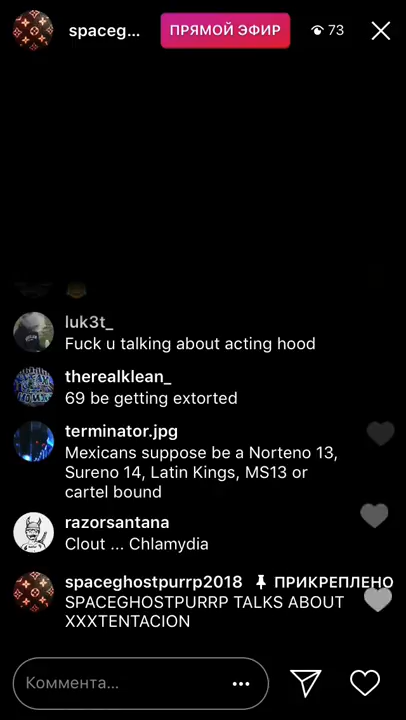 spaceg...
ПРЯМОЙ ЭФИР
73
luk3t_
Fuck u talking about acting hood
therealklean_
69 be getting extorted
terminator.jpg
Mexicans suppose be a Norteno 13,
Sureno 14, Latin Kings, MS13 or
cartel bound
razorsantana
Clout ... Chlamydia
spaceghostpurrp2018 ПРИКРЕПЛЕНО
SPACEGHOSTPURRP TALKS ABOUT
XXXTENTACION
Коммента...